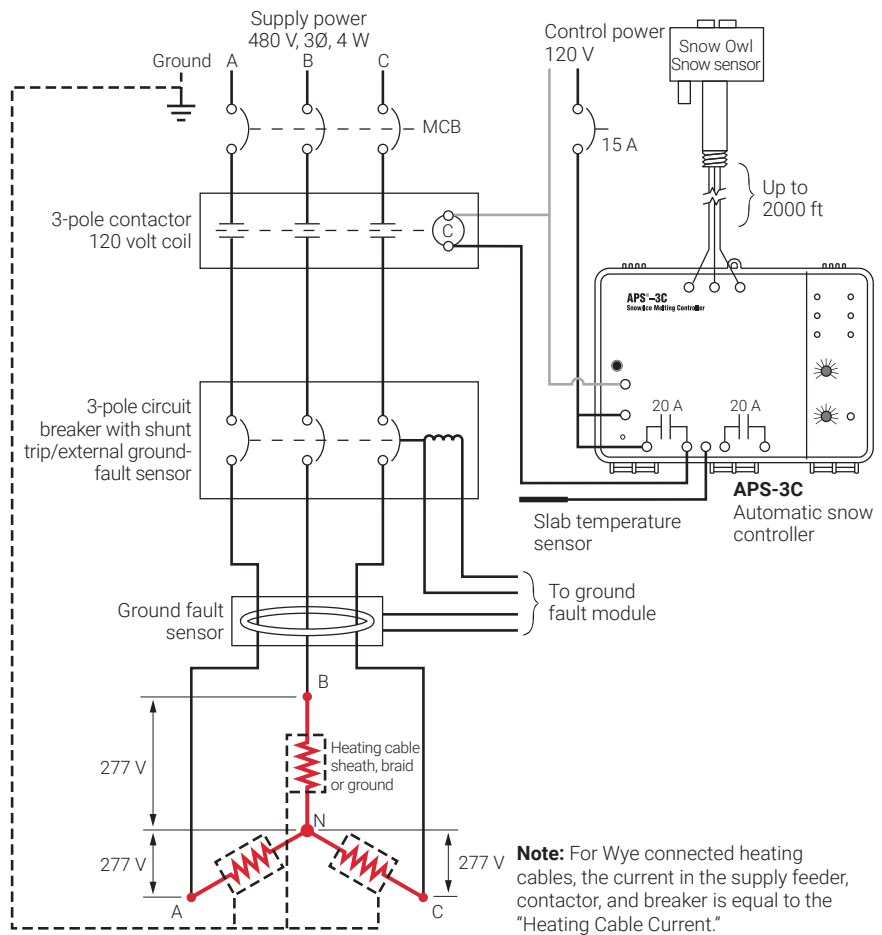 Supply power
480 V, 3Ø, 4 W
Ground
A
B
C
MCB
Control power
120 V
15 A
Snow Owl
Snow sensor
Up to
2000 ft
3-pole contactor
120 volt coil
C
APS®–3C
Snow/Ice Melting Controller
20 A
20 A
APS-3C
Automatic snow
controller
Slab temperature
sensor
3-pole circuit
breaker with shunt
trip/external ground-
fault sensor
To ground
fault module
Ground fault
sensor
B
277 V
Heating cable
sheath, braid
or ground
N
277 V
277 V
A
C
Note: For Wye connected heating
cables, the current in the supply feeder,
contactor, and breaker is equal to the
“Heating Cable Current.”